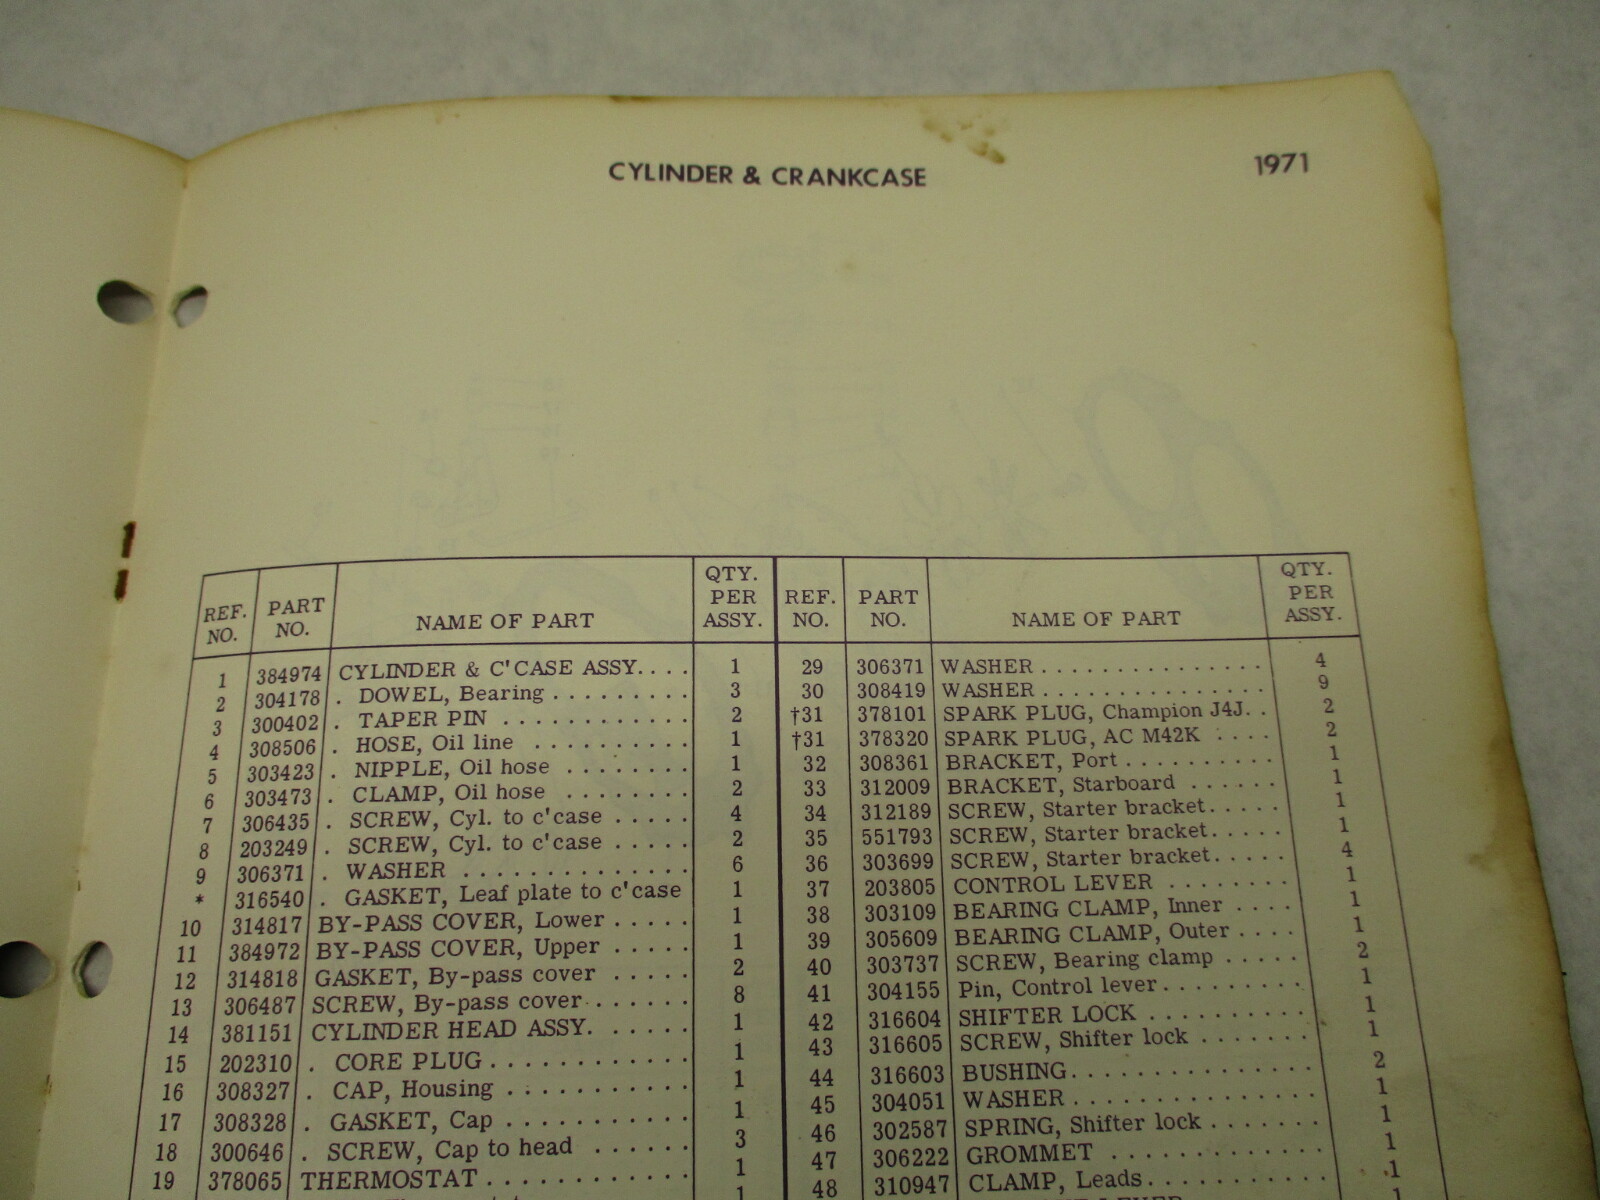 CYLINDER & CRANKCASE 1971
REF. NO. PART NO. NAME OF PART QTY. PER ASSY.
1 384974 CYLINDER & C'CASE ASSY.... 1
2 304178 . DOWEL, Bearing ......... 3
3 300402 . TAPER PIN ............ 2
4 308506 . HOSE, Oil line .......... 1
5 303423 . NIPPLE, Oil hose ........ 1
6 303473 . CLAMP, Oil hose ........ 2
7 306435 . SCREW, Cyl. to c'case ..... 4
8 203249 . SCREW, Cyl. to c'case ..... 2
9 306371 . WASHER .............. 6
* 316540 . GASKET, Leaf plate to c'case 1
10 314817 BY-PASS COVER, Lower ..... 1
11 384972 BY-PASS COVER, Upper ..... 1
12 314818 GASKET, By-pass cover ..... 2
13 306487 SCREW, By-pass cover....... 8
14 381151 CYLINDER HEAD ASSY. ..... 1
15 202310 . CORE PLUG ............ 1
16 308327 . CAP, Housing ........... 1
17 308328 . GASKET, Cap ........... 1
18 300646 . SCREW, Cap to head ...... 3
19 378065 THERMOSTAT ............ 1
REF. NO. PART NO. NAME OF PART QTY. PER ASSY.
29 306371 WASHER ............... 4
30 308419 WASHER ............... 9
†31 378101 SPARK PLUG, Champion J4J. . 2
†31 378320 SPARK PLUG, AC M42K .... 2
32 308361 BRACKET, Port .......... 1
33 312009 BRACKET, Starboard ...... 1
34 312189 SCREW, Starter bracket..... 1
35 551793 SCREW, Starter bracket..... 1
36 303699 SCREW, Starter bracket..... 4
37 203805 CONTROL LEVER ........ 1
38 303109 BEARING CLAMP, Inner .... 1
39 305609 BEARING CLAMP, Outer .... 1
40 303737 SCREW, Bearing clamp ..... 2
41 304155 Pin, Control lever......... 1
42 316604 SHIFTER LOCK .......... 1
43 316605 SCREW, Shifter lock ....... 1
44 316603 BUSHING............... 2
45 304051 WASHER ............... 1
46 302587 SPRING, Shifter lock ....... 1
47 306222 GROMMET ............. 1
48 310947 CLAMP, Leads........... 1